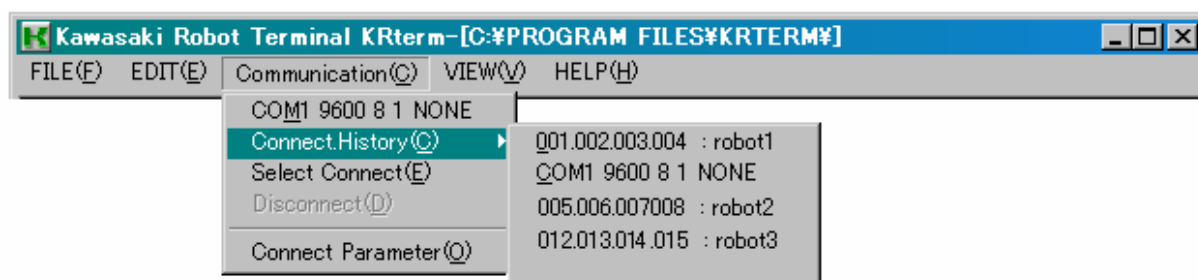 Kawasaki Robot Terminal KRterm-[C:¥PROGRAM FILES¥KRTERM¥]
FILE(F) EDIT(E) Communication(C) VIEW(V) HELP(H)
COM1 9600 8 1 NONE
Connect.History(C)
Select Connect(E)
Disconnect(D)
Connect Parameter(O)
001.002.003.004 : robot1
COM1 9600 8 1 NONE
005.006.007008 : robot2
012.013.014.015 : robot3